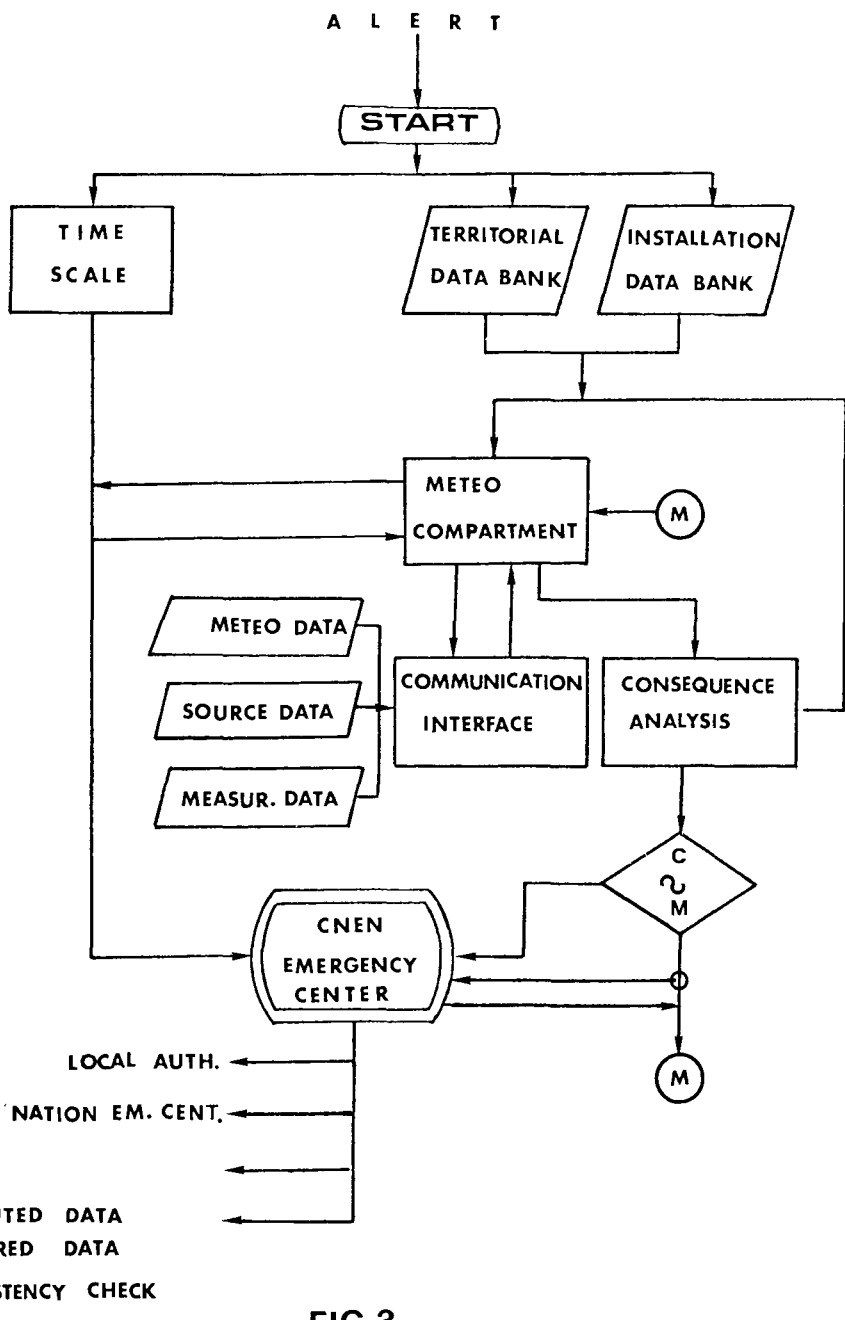 ALERT
START
TIME
SCALE
TERRITORIAL
DATA BANK
INSTALLATION
DATA BANK
METEO
COMPARTMENT
M
METEO DATA
SOURCE DATA
MEASUR. DATA
COMMUNICATION
INTERFACE
CONSEQUENCE
ANALYSIS
C
~
M
CNEN
EMERGENCY
CENTER
LOCAL AUTH.
NATION EM. CENT.
M
DATA
DATA
CHECK